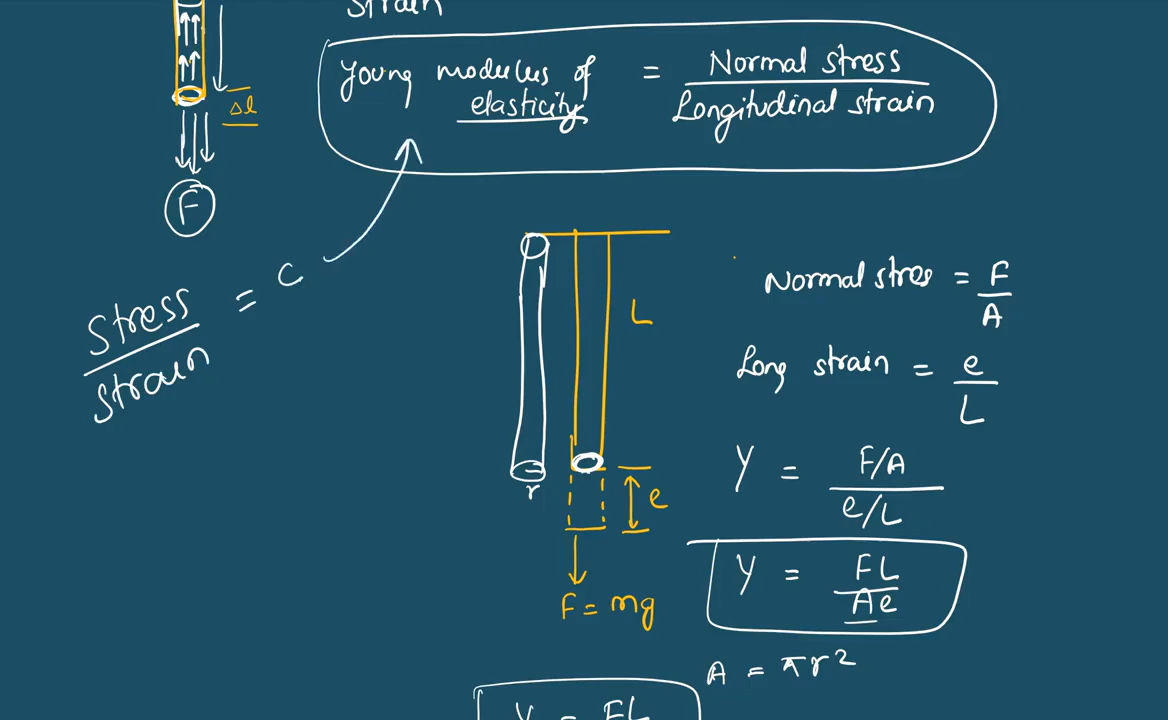 Strain
Young modulus of elasticity = Normal stress / Longitudinal strain
Δl
F
Stress / Strain = C
L
Normal stres = F / A
Long strain = e / L
r
e
Y = F/A / e/L
Y = FL / Ae
F = mg
A = πr²
Y = FL